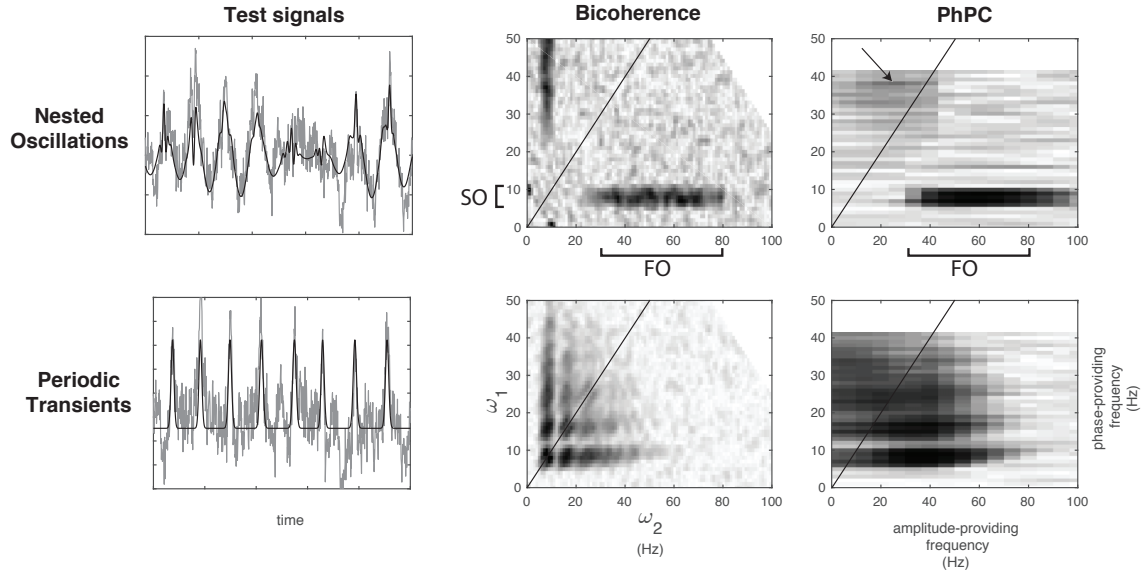 Test signals
Bicoherence
PhPC
Nested
Oscillations
50
40
30
20
10
0
0 20 40 60 80 100
SO
FO
50
40
30
20
10
0
0 20 40 60 80 100
FO
Periodic
Transients
time
50
40
30
20
10
0
ω1
0 20 40 60 80 100
ω2
(Hz)
50
40
30
20
10
0
0 20 40 60 80 100
amplitude-providing
frequency
(Hz)
phase-providing
frequency
(Hz)